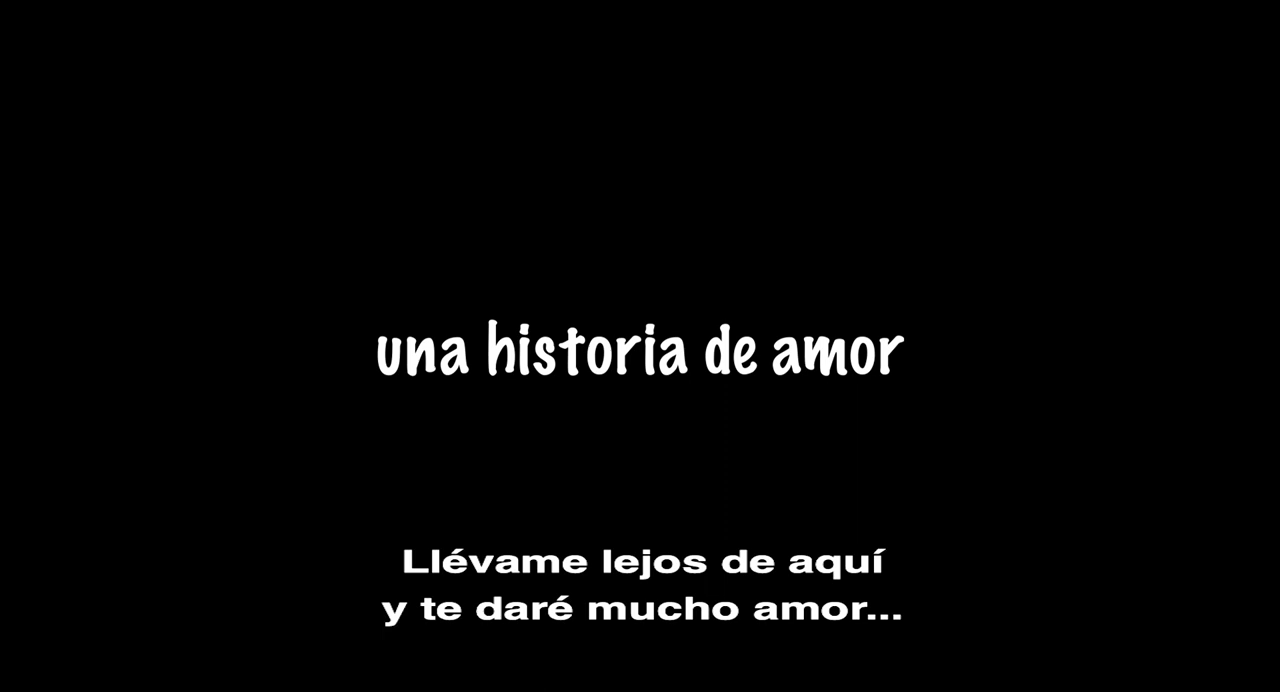 una historia de amor
Llévame lejos de aquí
y te daré mucho amor...